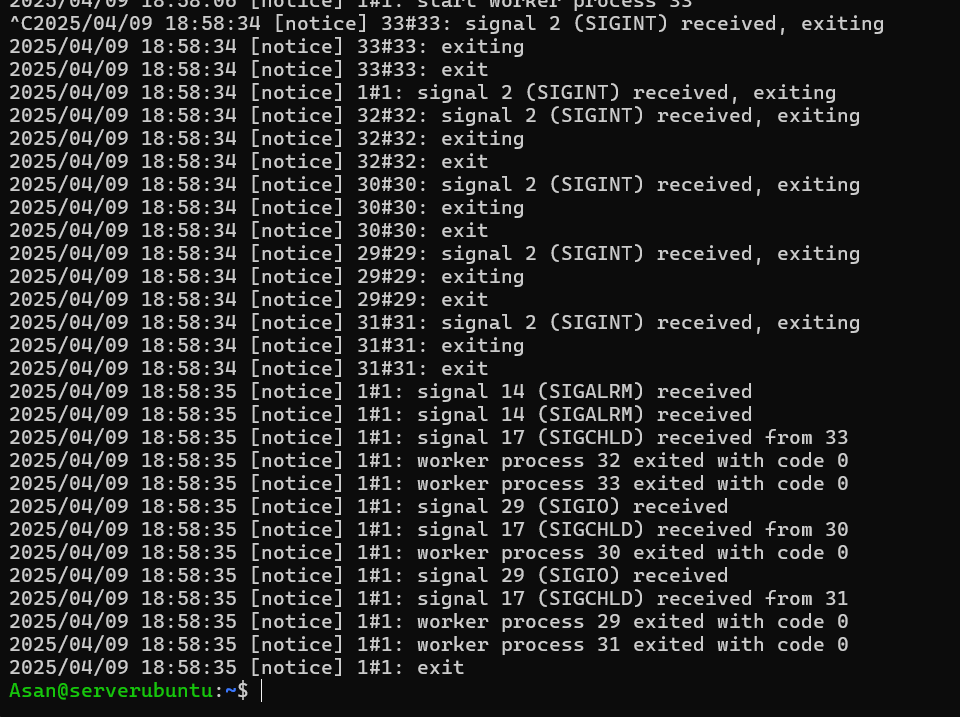 2025/04/09 18:58:06 [notice] 1#1: start worker process 33
^C2025/04/09 18:58:34 [notice] 33#33: signal 2 (SIGINT) received, exiting
2025/04/09 18:58:34 [notice] 33#33: exiting
2025/04/09 18:58:34 [notice] 33#33: exit
2025/04/09 18:58:34 [notice] 1#1: signal 2 (SIGINT) received, exiting
2025/04/09 18:58:34 [notice] 32#32: signal 2 (SIGINT) received, exiting
2025/04/09 18:58:34 [notice] 32#32: exiting
2025/04/09 18:58:34 [notice] 32#32: exit
2025/04/09 18:58:34 [notice] 30#30: signal 2 (SIGINT) received, exiting
2025/04/09 18:58:34 [notice] 30#30: exiting
2025/04/09 18:58:34 [notice] 30#30: exit
2025/04/09 18:58:34 [notice] 29#29: signal 2 (SIGINT) received, exiting
2025/04/09 18:58:34 [notice] 29#29: exiting
2025/04/09 18:58:34 [notice] 29#29: exit
2025/04/09 18:58:34 [notice] 31#31: signal 2 (SIGINT) received, exiting
2025/04/09 18:58:34 [notice] 31#31: exiting
2025/04/09 18:58:34 [notice] 31#31: exit
2025/04/09 18:58:35 [notice] 1#1: signal 14 (SIGALRM) received
2025/04/09 18:58:35 [notice] 1#1: signal 14 (SIGALRM) received
2025/04/09 18:58:35 [notice] 1#1: signal 17 (SIGCHLD) received from 33
2025/04/09 18:58:35 [notice] 1#1: worker process 32 exited with code 0
2025/04/09 18:58:35 [notice] 1#1: worker process 33 exited with code 0
2025/04/09 18:58:35 [notice] 1#1: signal 29 (SIGIO) received
2025/04/09 18:58:35 [notice] 1#1: signal 17 (SIGCHLD) received from 30
2025/04/09 18:58:35 [notice] 1#1: worker process 30 exited with code 0
2025/04/09 18:58:35 [notice] 1#1: signal 29 (SIGIO) received
2025/04/09 18:58:35 [notice] 1#1: signal 17 (SIGCHLD) received from 31
2025/04/09 18:58:35 [notice] 1#1: worker process 29 exited with code 0
2025/04/09 18:58:35 [notice] 1#1: worker process 31 exited with code 0
2025/04/09 18:58:35 [notice] 1#1: exit
Asan@serverubuntu:~$